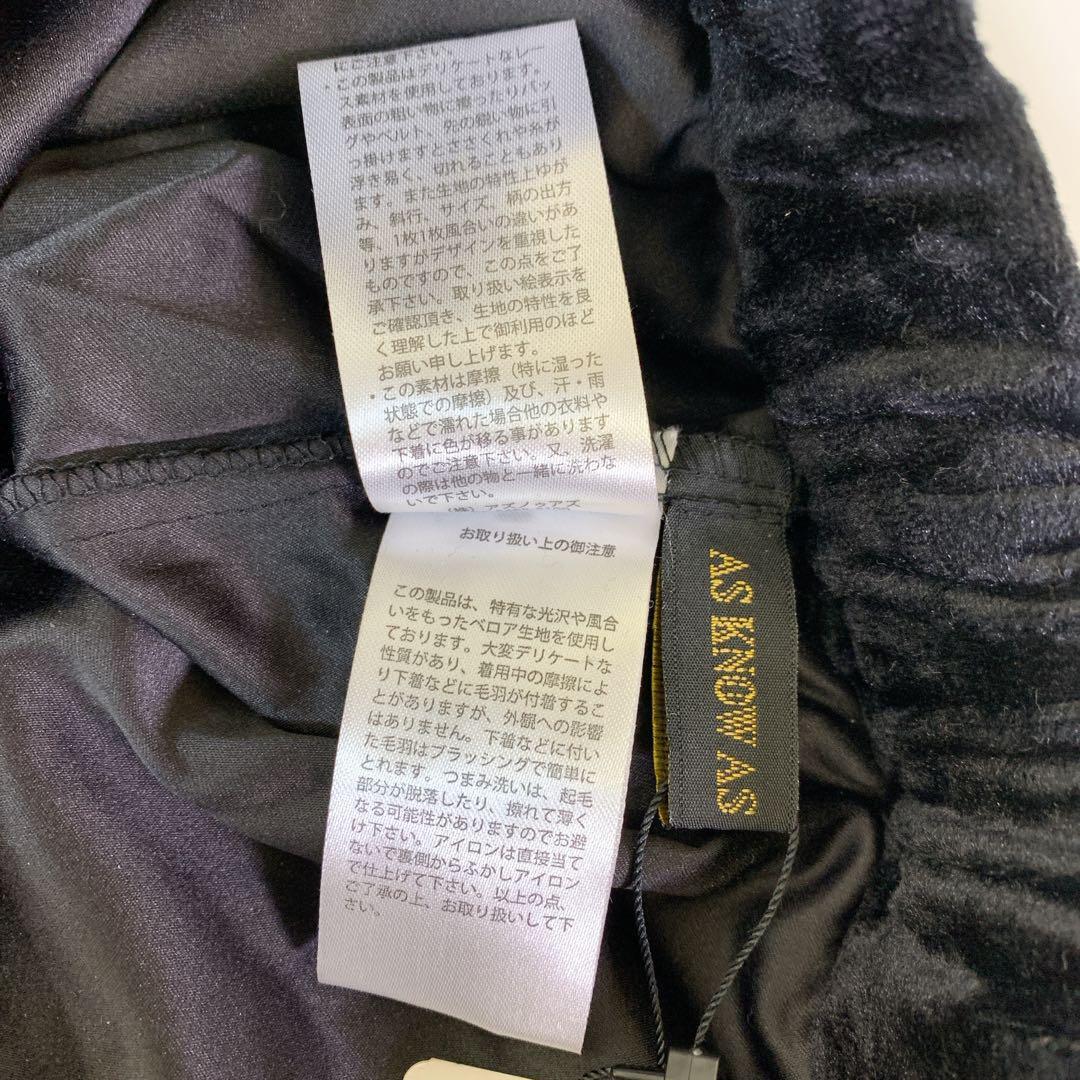 にご注意下さい。
・この製品はデリケートなレー
ス素材を使用しております。
表面の粗い物に擦ったりバッ
グやベルト、先の鋭い物に引
っ掛けますとささくれや糸が
浮き易く、切れることもあり
ます。また生地の特性上ゆが
み、斜行、サイズ、柄の出方
等、1枚1枚風合いの違いがあ
りますがデザインを重視した
ものですので、この点をご了
承下さい。取り扱い絵表示を
ご確認頂き、生地の特性を良
く理解した上で御利用のほど
お願い申し上げます。
・この素材は摩擦（特に湿った
状態での摩擦）及び、汗・雨
などで濡れた場合他の衣料や
下着に色が移る事があります
のでご注意下さい。又、洗濯
の際は他の物と一緒に洗わな
いで下さい。
（株）アズノゥアズ
お取り扱い上の御注意
この製品は、特有な光沢や風合
いをもったベロア生地を使用し
ております。大変デリケートな
性質があり、着用中の摩擦によ
り下着などに毛羽が付着するこ
とがありますが、外観への影響
はありません。下着などに付い
た毛羽はブラッシングで簡単に
とれます。つまみ洗いは、起毛
部分が脱落したり、擦れて薄く
なる可能性がありますのでお避
け下さい。アイロンは直接当て
ないで裏側からふかしアイロン
で仕上げて下さい。以上の点、
ご了承の上、お取り扱いして下
さい。
AS KNOW AS